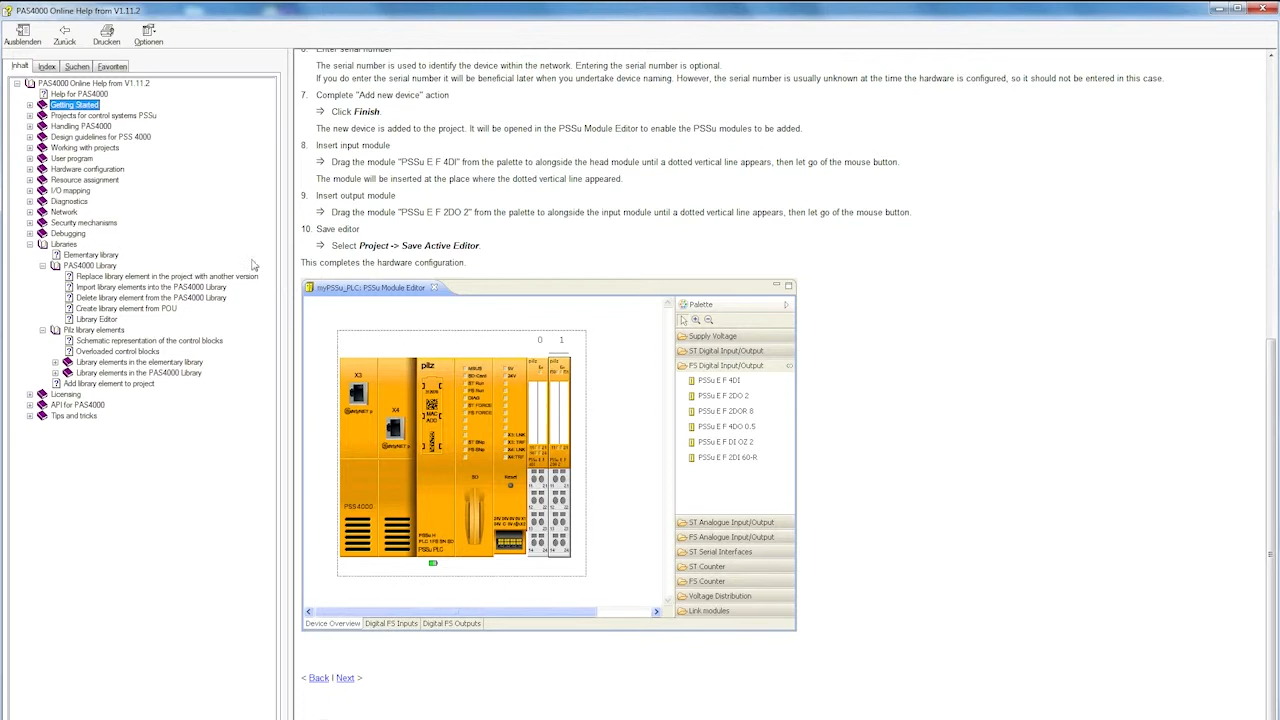 PAS4000 Online Help from V1.11.2
Ausblenden Zurück Drucken Optionen
Inhalt Index Suchen Favoriten
PAS4000 Online Help from V1.11.2
Help for PAS4000
Getting Started
Projects for control systems PSSu
Handling PAS4000
Design guidelines for PSS 4000
Working with projects
User program
Hardware configuration
Resource assignment
I/O mapping
Diagnostics
Network
Security mechanisms
Debugging
Libraries
Elementary library
PAS4000 Library
Replace library element in the project with another version
Import library elements into the PAS4000 Library
Delete library element from the PAS4000 Library
Create library element from POU
Library Editor
Pilz library elements
Schematic representation of the control blocks
Overloaded control blocks
Library elements in the elementary library
Library elements in the PAS4000 Library
Add library element to project
Licensing
API for PAS4000
Tips and tricks
Enter serial number
The serial number is used to identify the device within the network. Entering the serial number is optional.
If you do enter the serial number it will be beneficial later when you undertake device naming. However, the serial number is usually unknown at the time the hardware is configured, so it should not be entered in this case.
7. Complete "Add new device" action
⇒ Click Finish.
The new device is added to the project. It will be opened in the PSSu Module Editor to enable the PSSu modules to be added.
8. Insert input module
⇒ Drag the module "PSSu E F 4DI" from the palette to alongside the head module until a dotted vertical line appears, then let go of the mouse button.
The module will be inserted at the place where the dotted vertical line appeared.
9. Insert output module
⇒ Drag the module "PSSu E F 2DO 2" from the palette to alongside the input module until a dotted vertical line appears, then let go of the mouse button.
10. Save editor
⇒ Select Project -> Save Active Editor.
This completes the hardware configuration.
myPSSu_PLC: PSSu Module Editor
0 1
pilz
X3
X4
SD
Reset
PSS4000
PSSu PLC
Palette
Supply Voltage
ST Digital Input/Output
FS Digital Input/Output
PSSu E F 4DI
PSSu E F 2DO 2
PSSu E F 2DOR 8
PSSu E F 4DO 0.5
PSSu E F DI OZ 2
PSSu E F 2DI 60-R
ST Analogue Input/Output
FS Analogue Input/Output
ST Serial Interfaces
ST Counter
FS Counter
Voltage Distribution
Link modules
Device Overview Digital FS Inputs Digital FS Outputs
< Back | Next >